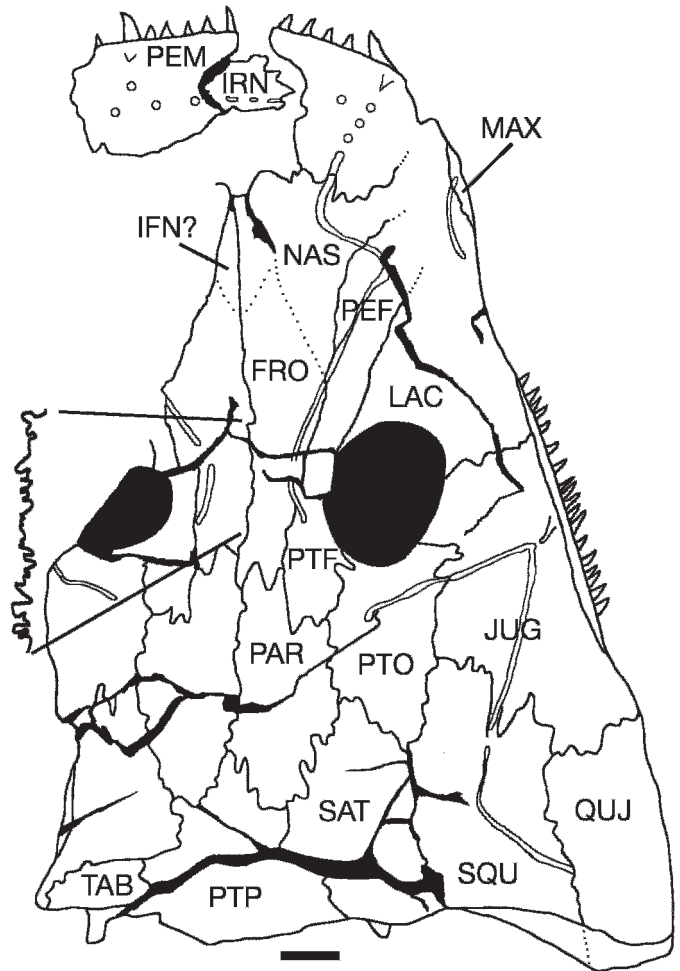 PEM
IRN
MAX
IFN?
NAS
PEF
FRO
LAC
PTF
JUG
PAR
PTO
SAT
QUJ
SQU
TAB
PTP